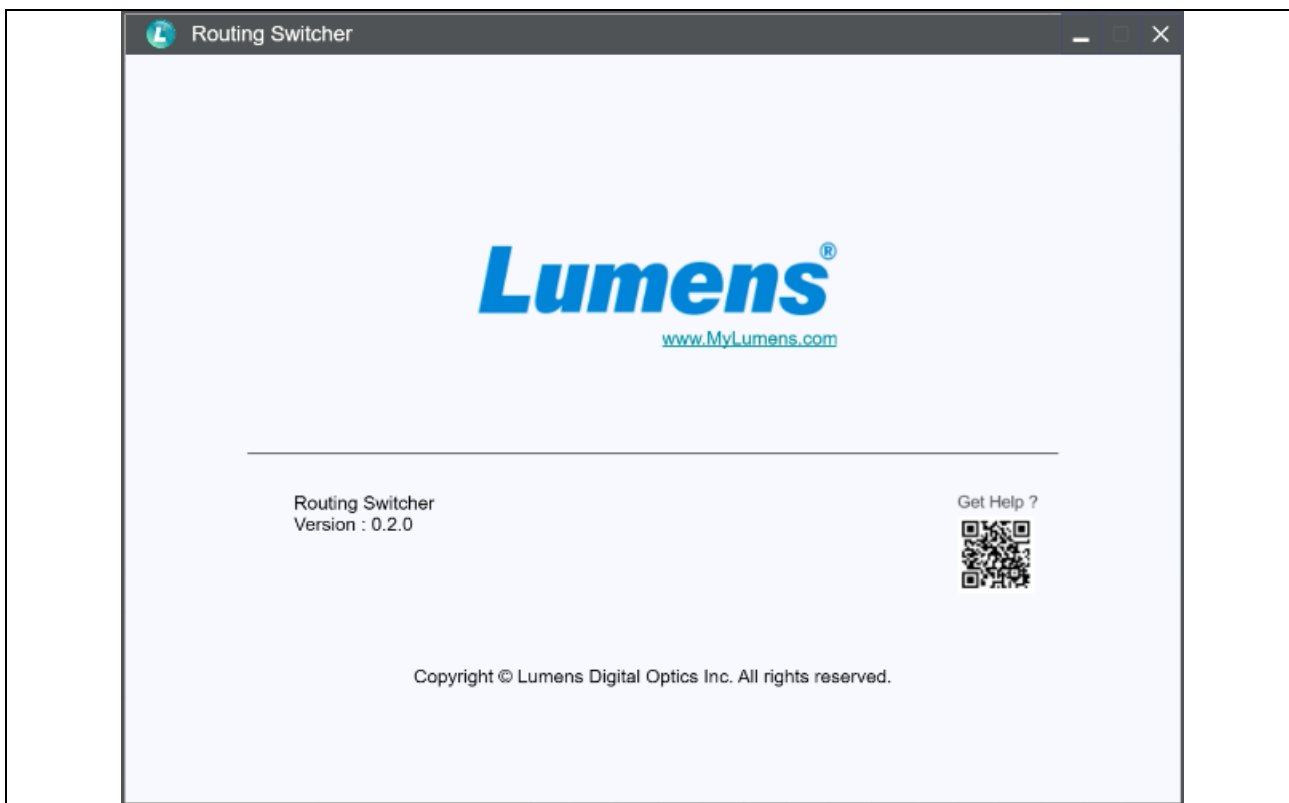 Routing Switcher
Lumens®
www.MyLumens.com
Routing Switcher
Version : 0.2.0
Get Help ?
Copyright © Lumens Digital Optics Inc. All rights reserved.